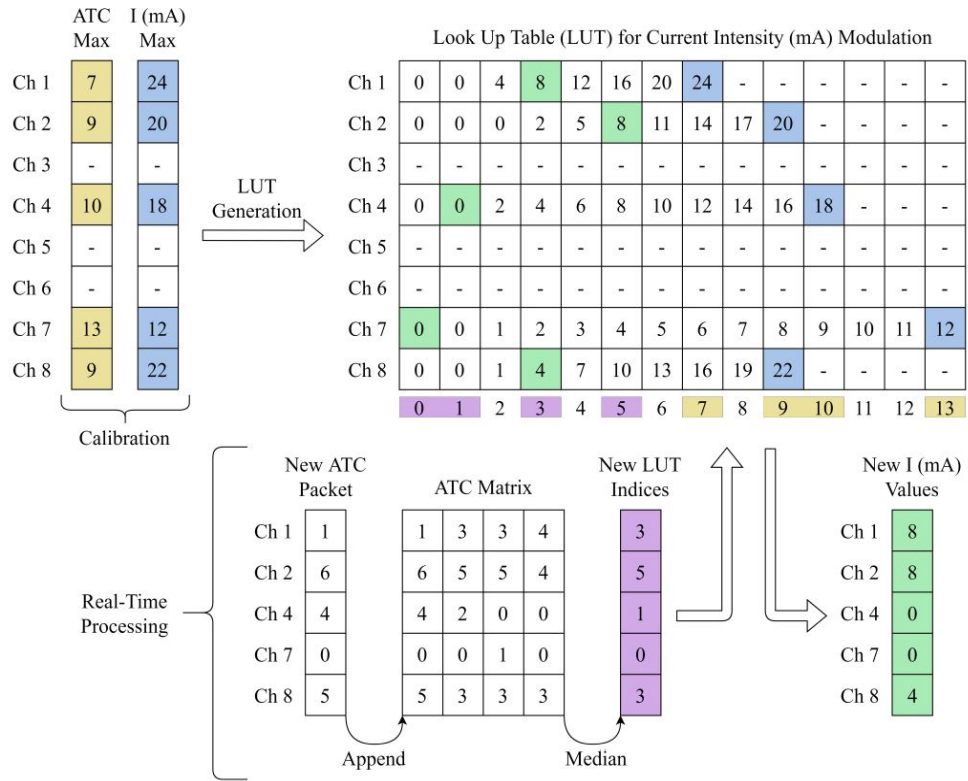 ATC I (mA)
Max Max
Look Up Table (LUT) for Current Intensity (mA) Modulation
Ch 1 7 24
Ch 2 9 20
Ch 3 - -
Ch 4 10 18
Ch 5 - -
Ch 6 - -
Ch 7 13 12
Ch 8 9 22
Calibration
LUT
Generation
Ch 1 0 0 4 8 12 16 20 24 - - - - - -
Ch 2 0 0 0 2 5 8 11 14 17 20 - - - -
Ch 3 - - - - - - - - - - - - - -
Ch 4 0 0 2 4 6 8 10 12 14 16 18 - - -
Ch 5 - - - - - - - - - - - - - -
Ch 6 - - - - - - - - - - - - - -
Ch 7 0 0 1 2 3 4 5 6 7 8 9 10 11 12
Ch 8 0 0 1 4 7 10 13 16 19 22 - - - -
0 1 2 3 4 5 6 7 8 9 10 11 12 13
Real-Time
Processing
New ATC
Packet
Ch 1 1
Ch 2 6
Ch 4 4
Ch 7 0
Ch 8 5
Append
ATC Matrix
1 3 3 4
6 5 5 4
4 2 0 0
0 0 1 0
5 3 3 3
Median
New LUT
Indices
3
5
1
0
3
New I (mA)
Values
Ch 1 8
Ch 2 8
Ch 4 0
Ch 7 0
Ch 8 4